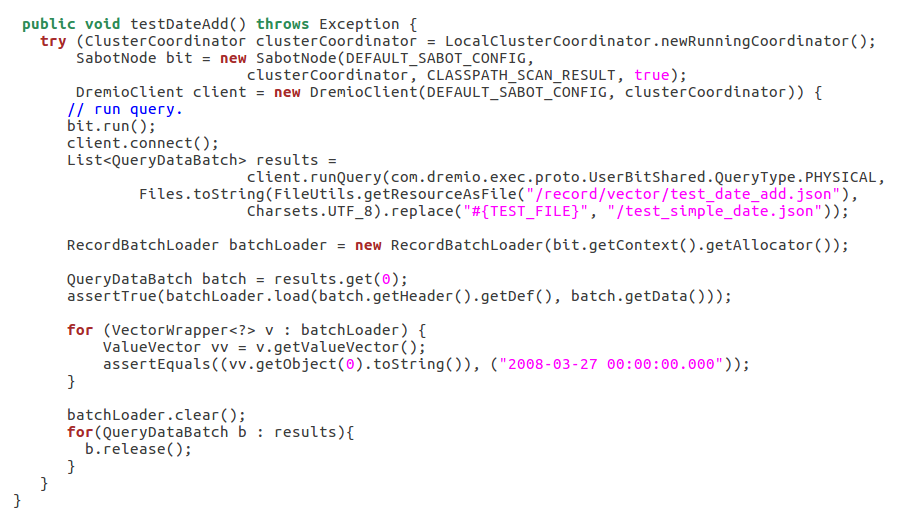 public void testDateAdd() throws Exception {
try (ClusterCoordinator clusterCoordinator = LocalClusterCoordinator.newRunningCoordinator();
SabotNode bit = new SabotNode(DEFAULT_SABOT_CONFIG,
clusterCoordinator, CLASSPATH_SCAN_RESULT, true);
DremioClient client = new DremioClient(DEFAULT_SABOT_CONFIG, clusterCoordinator)) {
// run query.
bit.run();
client.connect();
List<QueryDataBatch> results =
client.runQuery(com.dremio.exec.proto.UserBitShared.QueryType.PHYSICAL,
Files.toString(FileUtils.getResourceAsFile("/record/vector/test_date_add.json"),
Charsets.UTF_8).replace("#{TEST_FILE}", "/test_simple_date.json"));
RecordBatchLoader batchLoader = new RecordBatchLoader(bit.getContext().getAllocator());
QueryDataBatch batch = results.get(0);
assertTrue(batchLoader.load(batch.getHeader().getDef(), batch.getData()));
for (VectorWrapper<?> v : batchLoader) {
ValueVector vv = v.getValueVector();
assertEquals((vv.getObject(0).toString()), ("2008-03-27 00:00:00.000"));
}
batchLoader.clear();
for(QueryDataBatch b : results){
b.release();
}
}
}